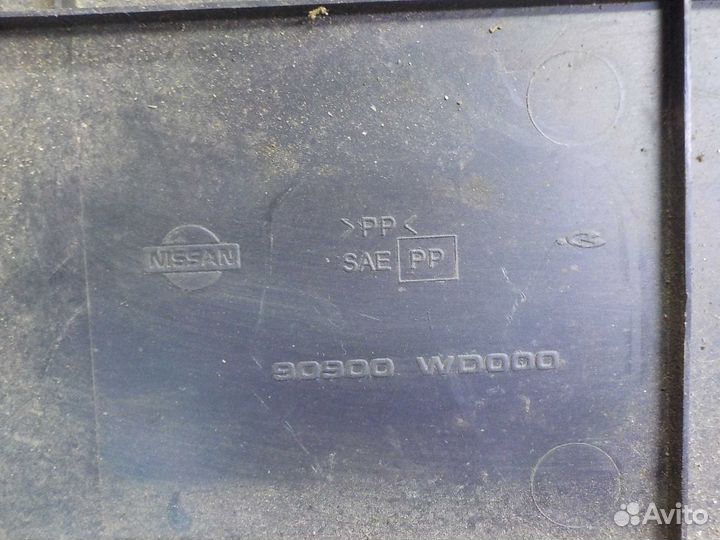 >PP<
NISSAN
SAE PP
90900 WD000
Avito